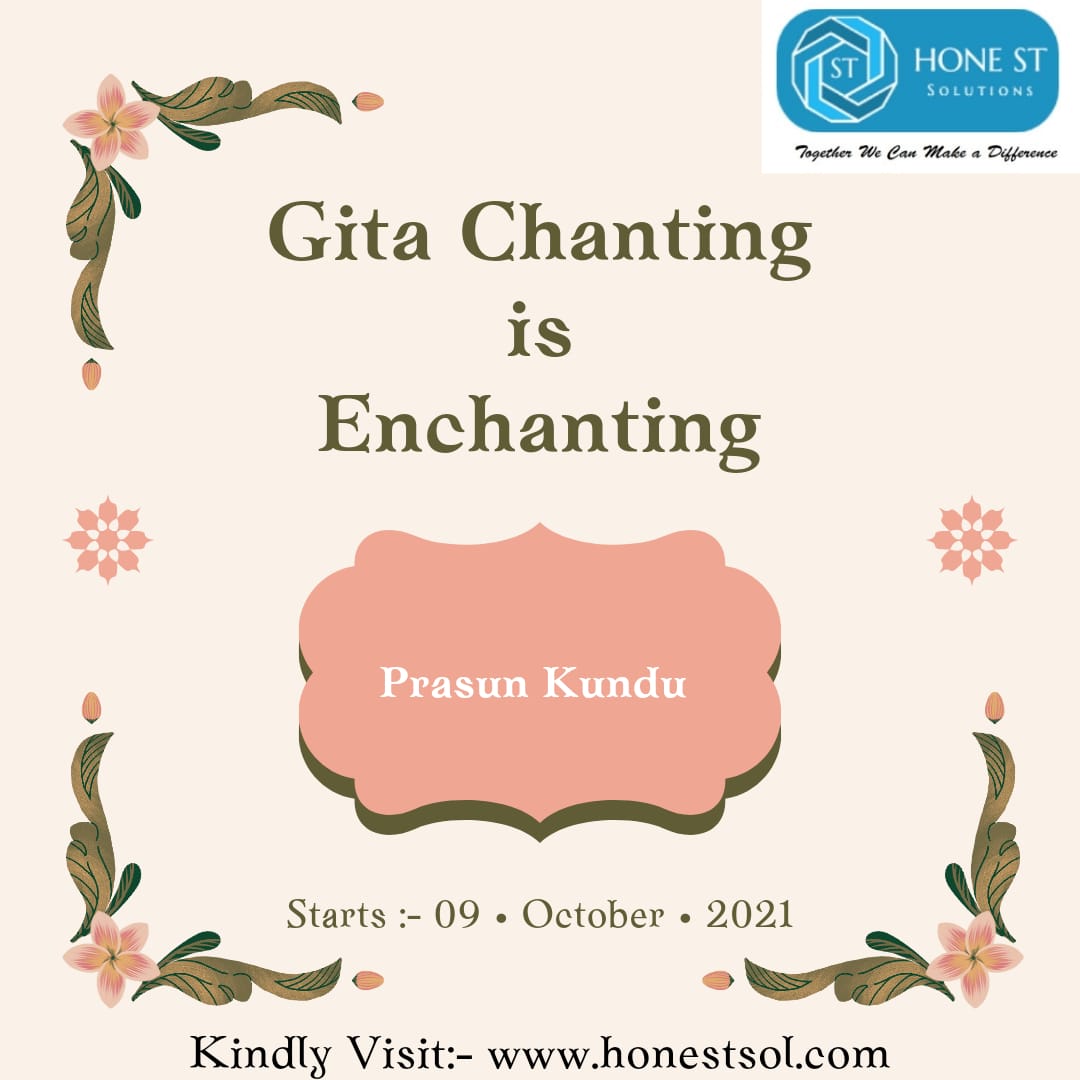 ST
HONE ST
SOLUTIONS
Together We Can Make a Difference
Gita Chanting
is
Enchanting
Prasun Kundu
Starts :- 09 • October • 2021
Kindly Visit:- www.honestsol.com